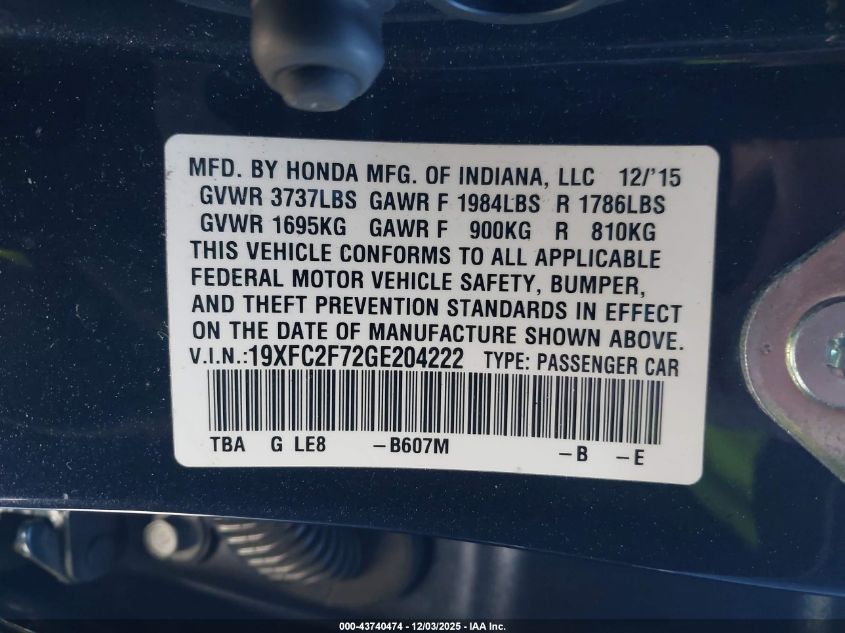 MFD. BY HONDA MFG. OF INDIANA, LLC 12/'15
GVWR 3737LBS GAWR F 1984LBS R 1786LBS
GVWR 1695KG GAWR F 900KG R 810KG
THIS VEHICLE CONFORMS TO ALL APPLICABLE
FEDERAL MOTOR VEHICLE SAFETY, BUMPER,
AND THEFT PREVENTION STANDARDS IN EFFECT
ON THE DATE OF MANUFACTURE SHOWN ABOVE.
V.I.N.:19XFC2F72GE204222 TYPE: PASSENGER CAR
TBA G LE8 –B607M –B –E
000-43740474 - 12/03/2025 - IAA Inc.